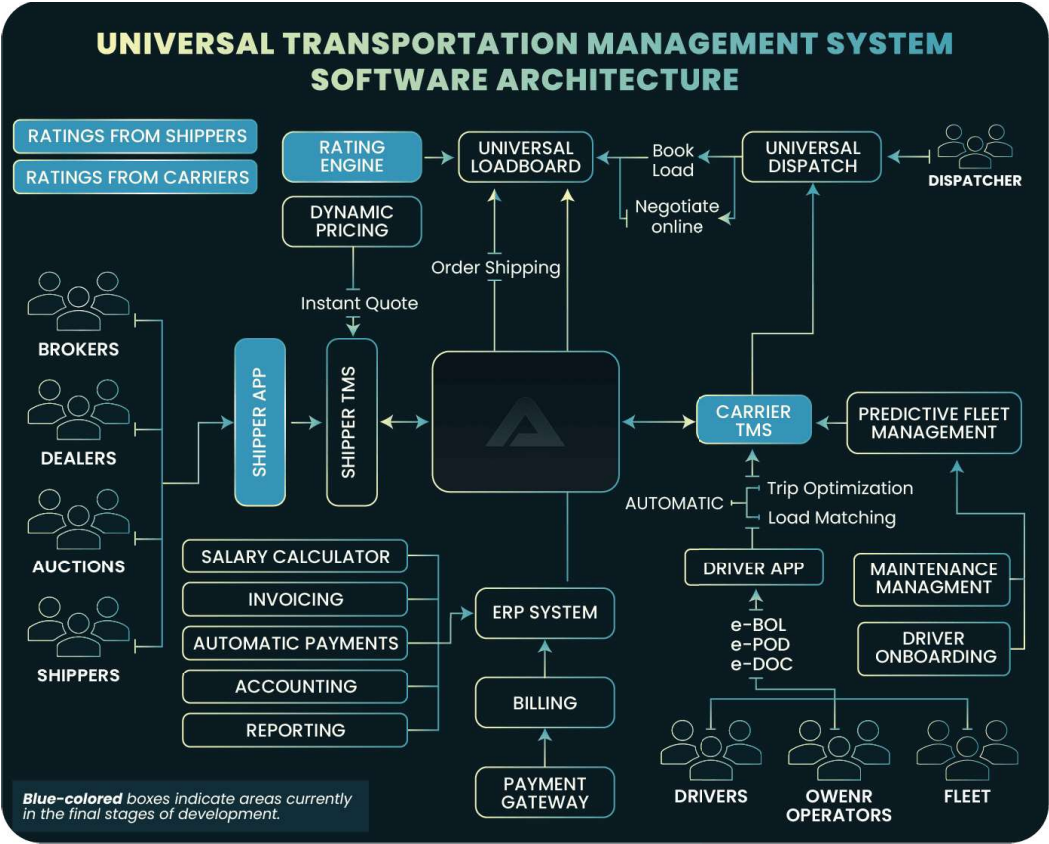 UNIVERSAL TRANSPORTATION MANAGEMENT SYSTEM
SOFTWARE ARCHITECTURE
RATINGS FROM SHIPPERS
RATINGS FROM CARRIERS
RATING
ENGINE
UNIVERSAL
LOADBOARD
Book
Load
UNIVERSAL
DISPATCH
DISPATCHER
DYNAMIC
PRICING
Negotiate
online
Order Shipping
Instant Quote
BROKERS
DEALERS
AUCTIONS
SHIPPERS
SHIPPER APP
SHIPPER TMS
CARRIER
TMS
PREDICTIVE FLEET
MANAGEMENT
AUTOMATIC
Trip Optimization
Load Matching
DRIVER APP
MAINTENANCE
MANAGMENT
DRIVER
ONBOARDING
e-BOL
e-POD
e-DOC
SALARY CALCULATOR
INVOICING
AUTOMATIC PAYMENTS
ACCOUNTING
REPORTING
ERP SYSTEM
BILLING
PAYMENT
GATEWAY
DRIVERS
OWENR
OPERATORS
FLEET
Blue-colored boxes indicate areas currently
in the final stages of development.